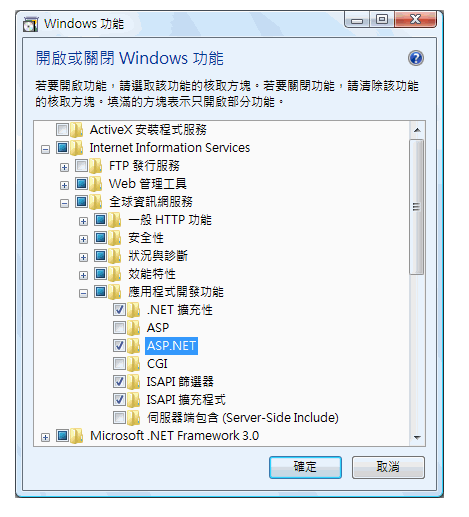 Windows 功能
開啟或關閉 Windows 功能
若要開啟功能，請選取該功能的核取方塊。若要關閉功能，請清除該功能
的核取方塊。填滿的方塊表示只開啟部分功能。
ActiveX 安裝程式服務
Internet Information Services
FTP 發行服務
Web 管理工具
全球資訊網服務
一般 HTTP 功能
安全性
狀況與診斷
效能特性
應用程式開發功能
.NET 擴充性
ASP
ASP.NET
CGI
ISAPI 篩選器
ISAPI 擴充程式
伺服器端包含 (Server-Side Include)
Microsoft .NET Framework 3.0
確定
取消